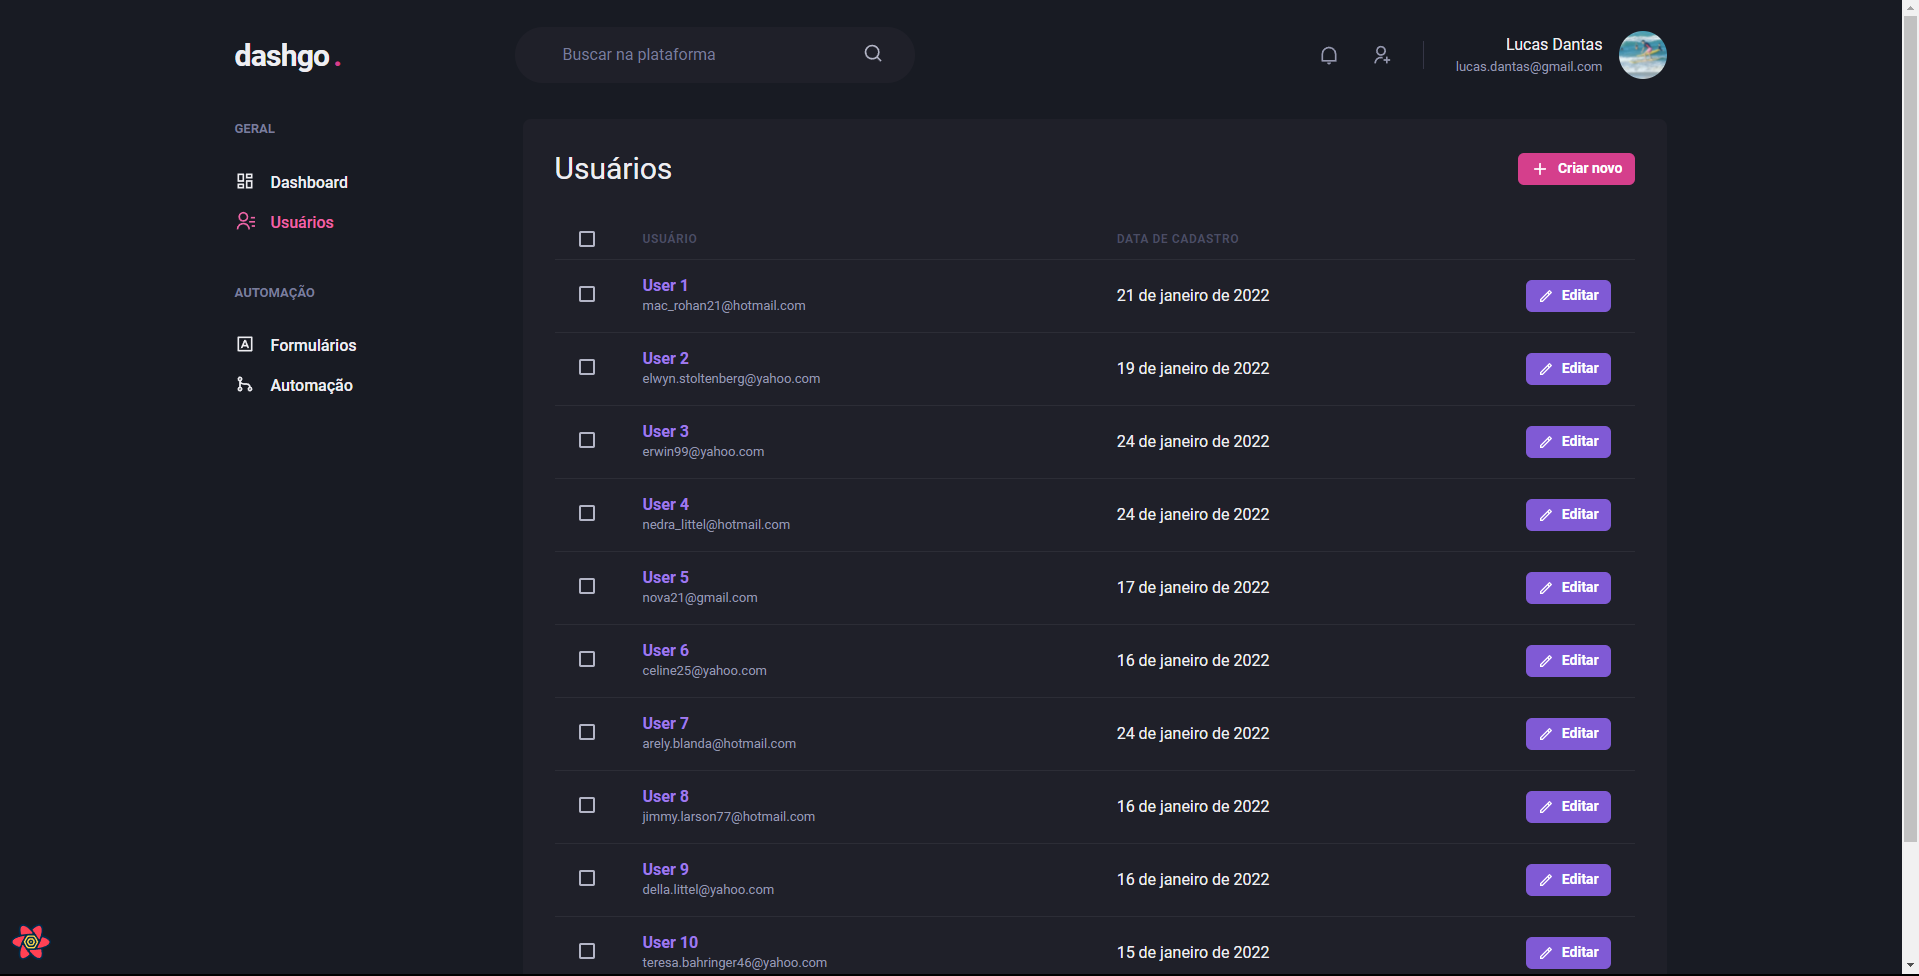 dashgo.
Buscar na plataforma
Lucas Dantas
lucas.dantas@gmail.com
GERAL
Dashboard
Usuários
AUTOMAÇÃO
Formulários
Automação
Usuários
Criar novo
USUÁRIO DATA DE CADASTRO
User 1
mac_rohan21@hotmail.com
21 de janeiro de 2022
Editar
User 2
elwyn.stoltenberg@yahoo.com
19 de janeiro de 2022
Editar
User 3
erwin99@yahoo.com
24 de janeiro de 2022
Editar
User 4
nedra_littel@hotmail.com
24 de janeiro de 2022
Editar
User 5
nova21@gmail.com
17 de janeiro de 2022
Editar
User 6
celine25@yahoo.com
16 de janeiro de 2022
Editar
User 7
arely.blanda@hotmail.com
24 de janeiro de 2022
Editar
User 8
jimmy.larson77@hotmail.com
16 de janeiro de 2022
Editar
User 9
della.littel@yahoo.com
16 de janeiro de 2022
Editar
User 10
teresa.bahringer46@yahoo.com
15 de janeiro de 2022
Editar